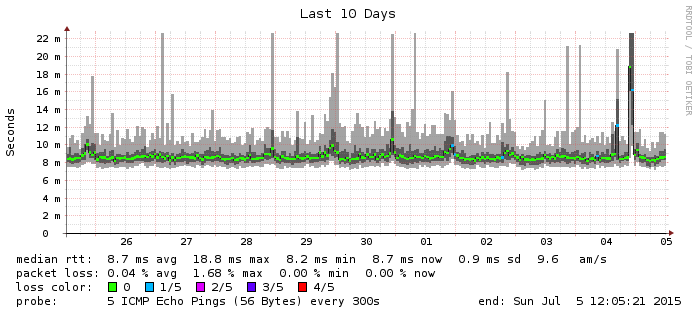 Last 10 Days
RRDTOOL / TOBI OETIKER
Seconds
22 m
20 m
18 m
16 m
14 m
12 m
10 m
8 m
6 m
4 m
2 m
0
26 27 28 29 30 01 02 03 04 05
median rtt: 8.7 ms avg 18.8 ms max 8.2 ms min 8.7 ms now 0.9 ms sd 9.6 am/s
packet loss: 0.04 % avg 1.68 % max 0.00 % min 0.00 % now
loss color: 0 1/5 2/5 3/5 4/5
probe: 5 ICMP Echo Pings (56 Bytes) every 300s end: Sun Jul 5 12:05:21 2015